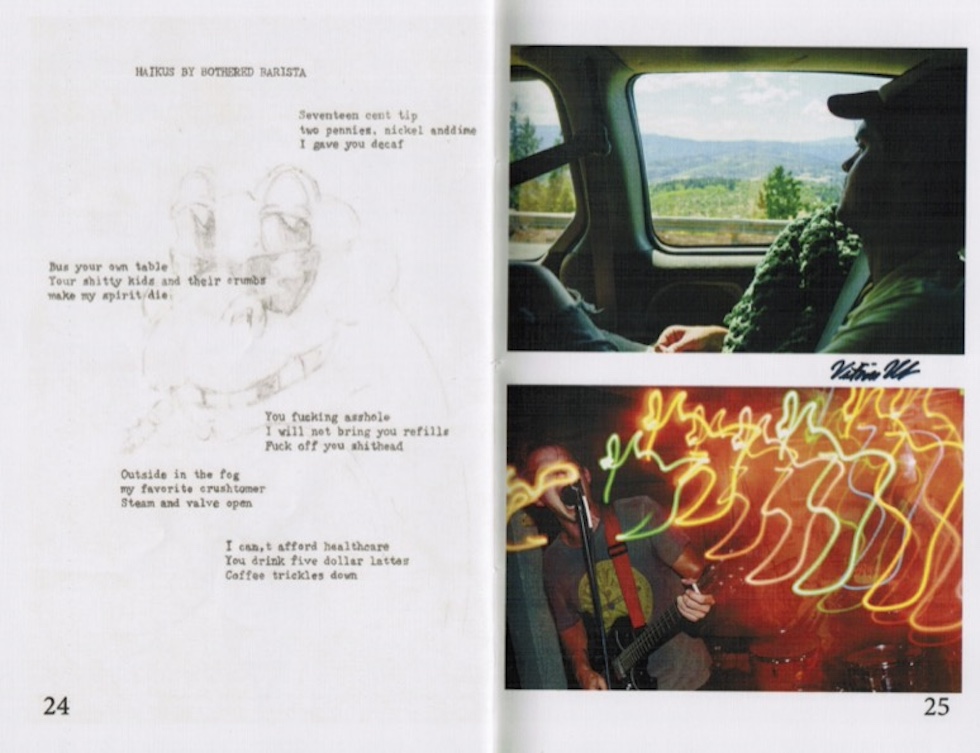 HAIKUS BY BOTHERED BARISTA
Seventeen cent tip
two pennies, nickel anddime
I gave you decaf
Bus your own table
Your shitty kids and their crumbs
make my spirit die
You fucking asshole
I will not bring you refills
Fuck off you shithead
Outside in the fog
my favorite crushtomer
Steam and valve open
I can,t afford healthcare
You drink five dollar lattes
Coffee trickles down
24
25